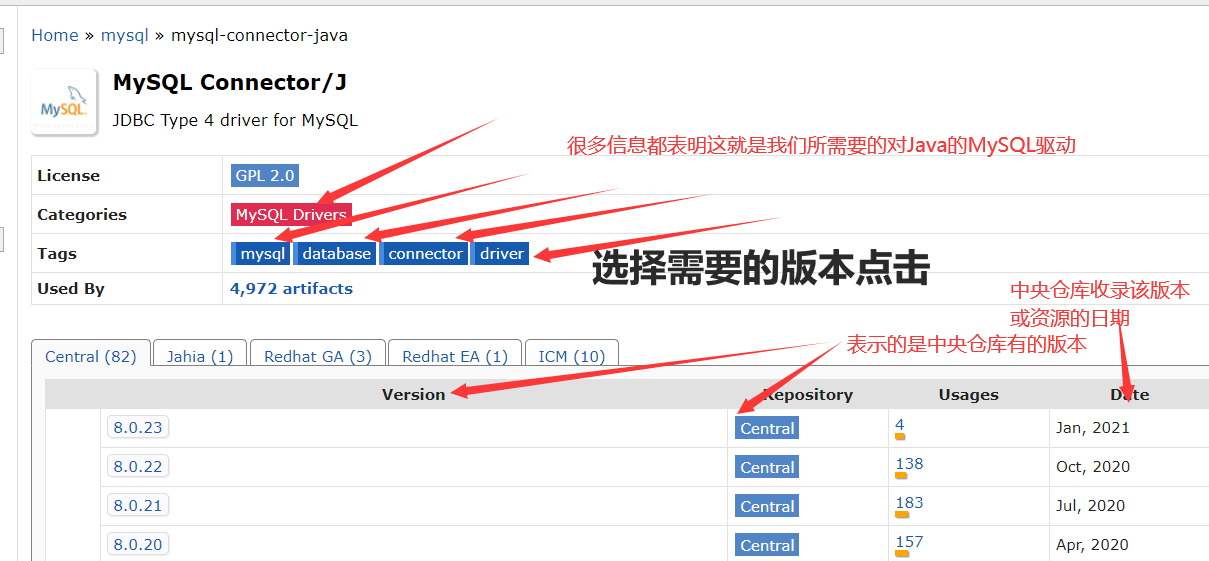 Home » mysql » mysql-connector-java
MySQL
MySQL Connector/J
JDBC Type 4 driver for MySQL
很多信息都表明这就是我们所需要的对Java的MySQL驱动
License GPL 2.0
Categories MySQL Drivers
Tags mysql database connector driver
选择需要的版本点击
Used By 4,972 artifacts
中央仓库收录该版本
或资源的日期
表示的是中央仓库有的版本
Central (82) Jahia (1) Redhat GA (3) Redhat EA (1) ICM (10)
Version Repository Usages Date
8.0.23 Central 4 Jan, 2021
8.0.22 Central 138 Oct, 2020
8.0.21 Central 183 Jul, 2020
8.0.20 Central 157 Apr, 2020